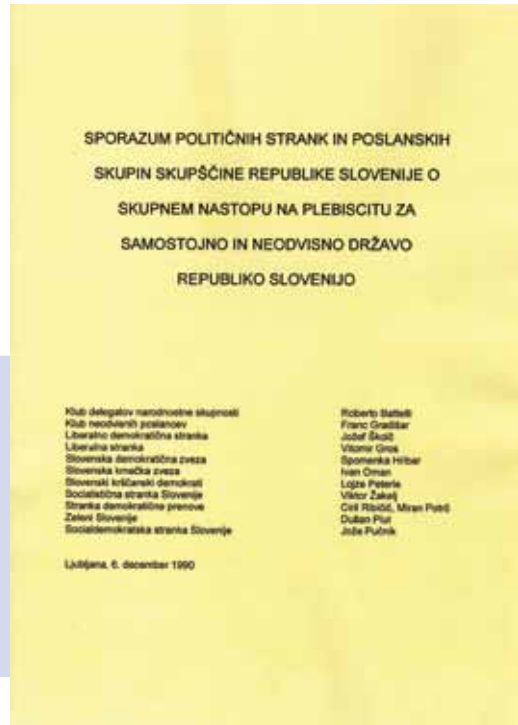 SPORAZUM POLITIČNIH STRANK IN POSLANSKIH
SKUPIN SKUPŠČINE REPUBLIKE SLOVENIJE O
SKUPNEM NASTOPU NA PLEBISCITU ZA
SAMOSTOJNO IN NEODVISNO DRŽAVO
REPUBLIKO SLOVENIJO
Klub delegatov narodnostne skupnosti Roberto Battelli
Klub neodvisnih poslancev Franc Gradišar
Liberalno demokratična stranka Jožef Školč
Liberalna stranka Vitomir Gros
Slovenska demokratična zveza Spomenka Hribar
Slovenska kmečka zveza Ivan Oman
Slovenski krščanski demokrati Lojze Peterle
Socialistična stranka Slovenije Viktor Žakelj
Stranka demokratične prenove Ciril Ribičič, Miran Potrč
Zeleni Slovenije Dušan Plut
Socialdemokratska stranka Slovenije Jože Pučnik
Ljubljana, 6. december 1990